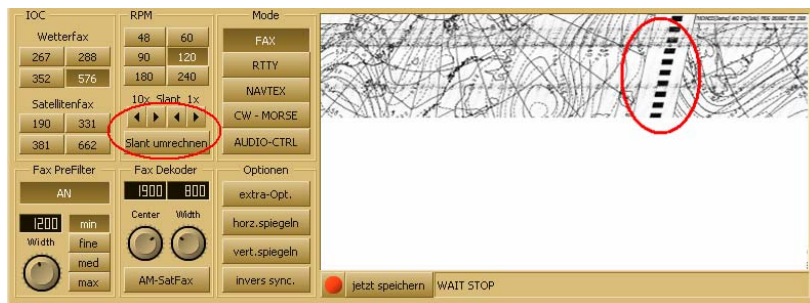 IOC
Wetterfax
267 288
352 576
Satellitenfax
190 331
381 662
RPM
48 60
90 120
180 240
10x Slant 1x
Slant umrechnen
Mode
FAX
RTTY
NAVTEX
CW - MORSE
AUDIO-CTRL
Fax PreFilter
AN
1200
Width
min
fine
med
max
Fax Dekoder
1900 800
Center Width
AM-SatFax
Optionen
extra-Opt.
horz.spiegeln
vert.spiegeln
invers sync.
jetzt speichern
WAIT STOP